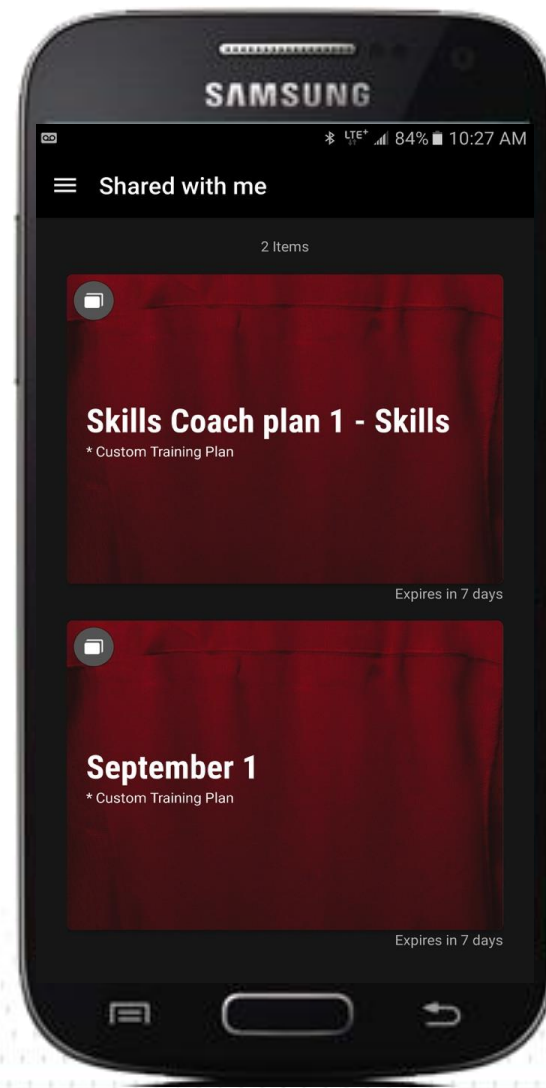 SAMSUNG
LTE+ 84% 10:27 AM
Shared with me
2 Items
Skills Coach plan 1 - Skills
* Custom Training Plan
Expires in 7 days
September 1
* Custom Training Plan
Expires in 7 days